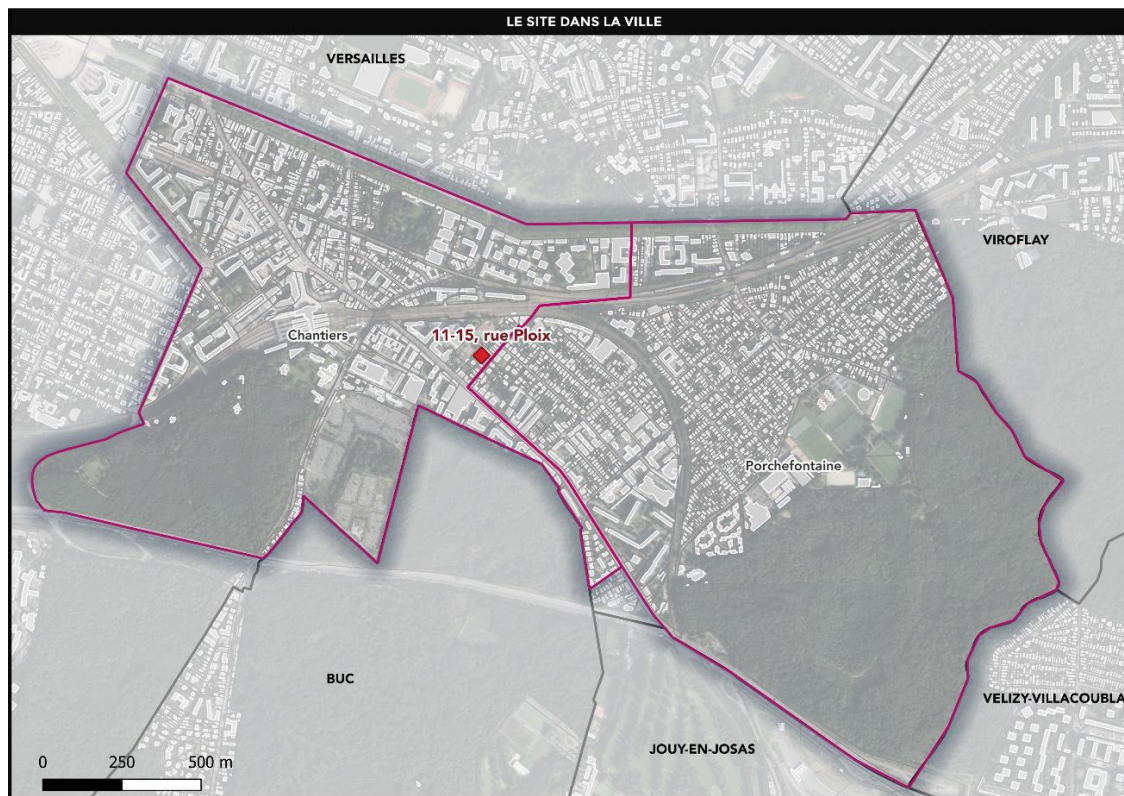 LE SITE DANS LA VILLE
VERSAILLES
VIROFLAY
Chantiers
11-15, rue Ploix
Porchefontaine
BUC
VELIZY-VILLACOUBLA
JOUY-EN-JOSAS
0 250 500 m